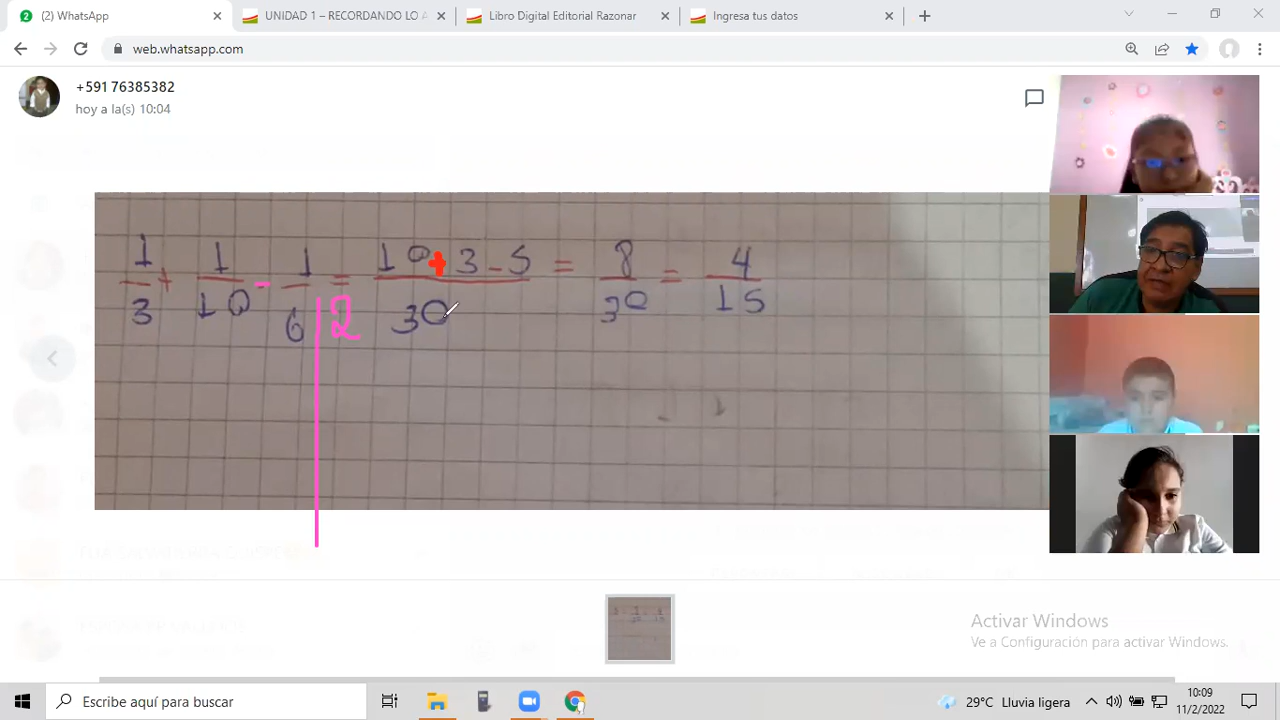 (2) WhatsApp
UNIDAD 1 – RECORDANDO LO A
Libro Digital Editorial Razonar
Ingresa tus datos
web.whatsapp.com
+591 76385382
hoy a la(s) 10:04
1/3 + 1/10 - 1/6 = 10+3-5/30 = 8/30 = 4/15
2
Activar Windows
Ve a Configuración para activar Windows.
Escribe aquí para buscar
29°C Lluvia ligera
10:09
11/2/2022